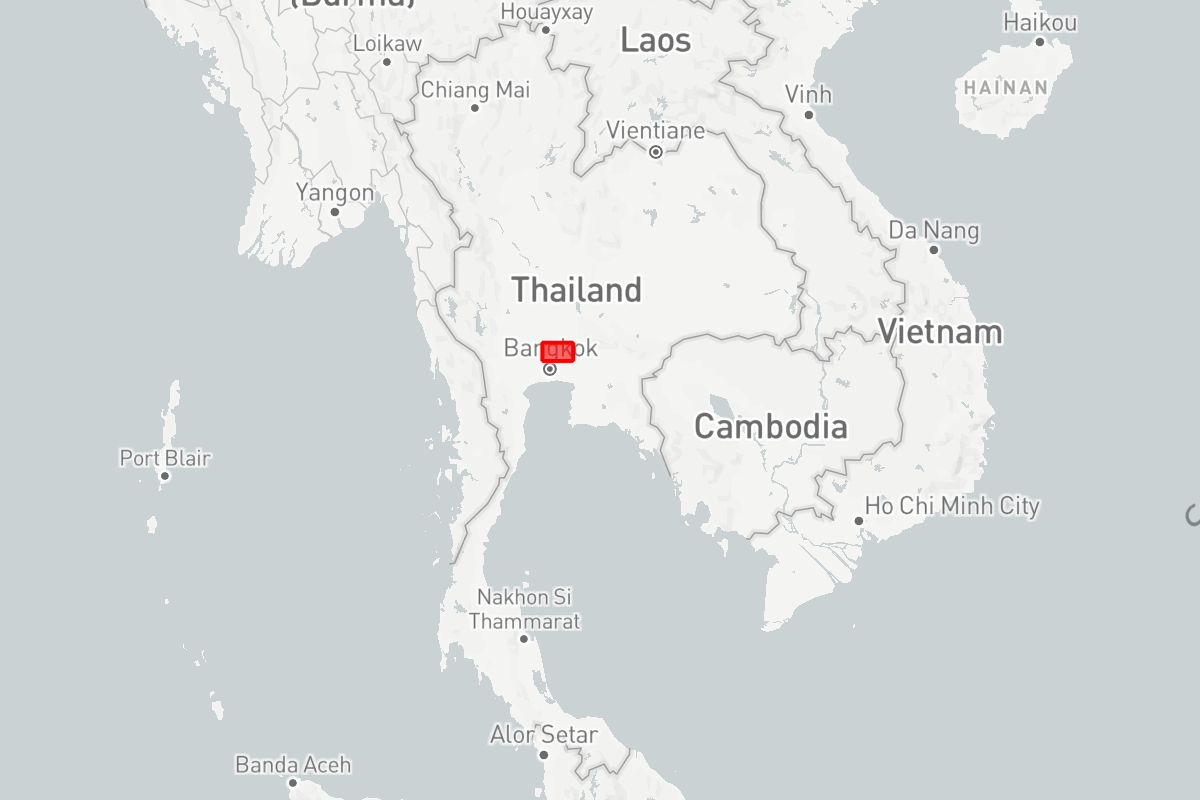 (Burma)
Houayxay
Haikou
Loikaw
Laos
Chiang Mai
HAINAN
Vinh
Vientiane
Yangon
Da Nang
Thailand
Vietnam
Bangkok
Cambodia
Port Blair
Ho Chi Minh City
Nakhon Si
Thammarat
Alor Setar
Banda Aceh